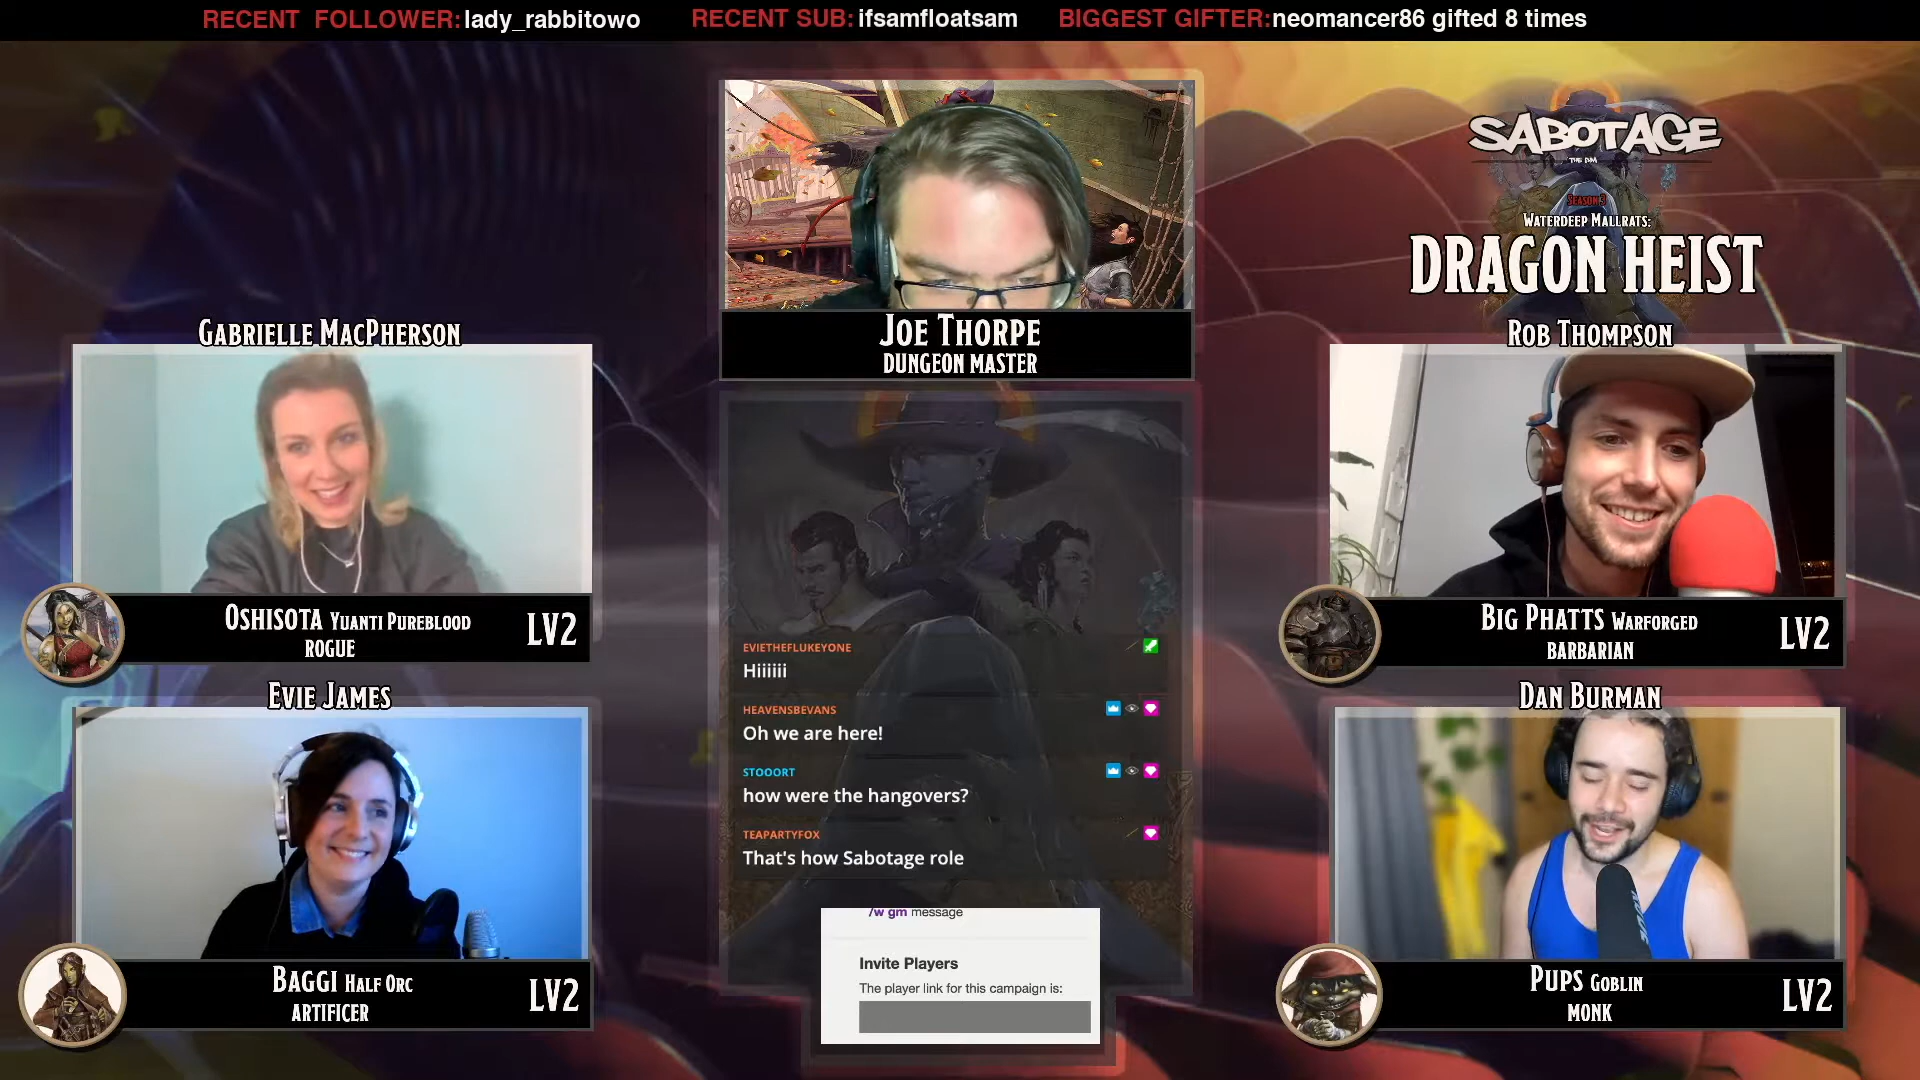 RECENT FOLLOWER: lady_rabbitowo RECENT SUB: ifsamfloatsam BIGGEST GIFTER: neomancer86 gifted 8 times
SABOTAGE
THE DM
SEASON 3
WATERDEEP MALLRATS:
DRAGON HEIST
JOE THORPE
DUNGEON MASTER
GABRIELLE MACPHERSON
OSHISOTA YUANTI PUREBLOOD
ROGUE
LV2
ROB THOMPSON
BIG PHATTS WARFORGED
BARBARIAN
LV2
EVIE JAMES
BAGGI HALF ORC
ARTIFICER
LV2
DAN BURMAN
PUPS GOBLIN
MONK
LV2
EVIETHEFLUKEYONE
Hiiiiii
HEAVENSBEVANS
Oh we are here!
STOOORT
how were the hangovers?
TEAPARTYFOX
That's how Sabotage role
/w gm message
Invite Players
The player link for this campaign is: